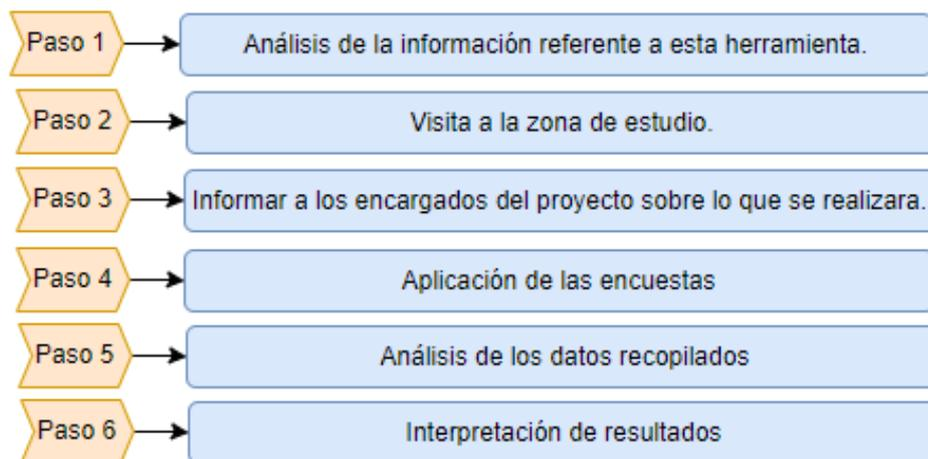 Paso 1 Análisis de la información referente a esta herramienta.
Paso 2 Visita a la zona de estudio.
Paso 3 Informar a los encargados del proyecto sobre lo que se realizara.
Paso 4 Aplicación de las encuestas
Paso 5 Análisis de los datos recopilados
Paso 6 Interpretación de resultados